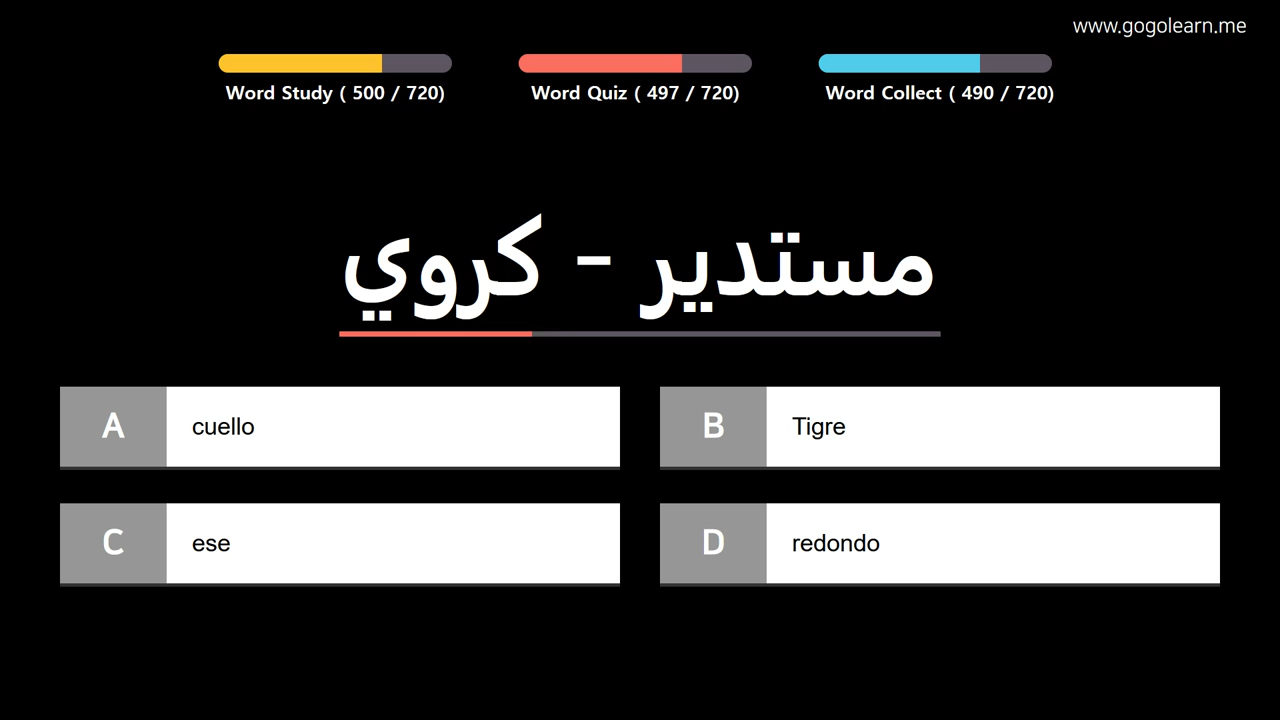 www.gogolearn.me
Word Study ( 500 / 720)
Word Quiz ( 497 / 720)
Word Collect ( 490 / 720)
مستدير - كروي
A cuello
B Tigre
C ese
D redondo